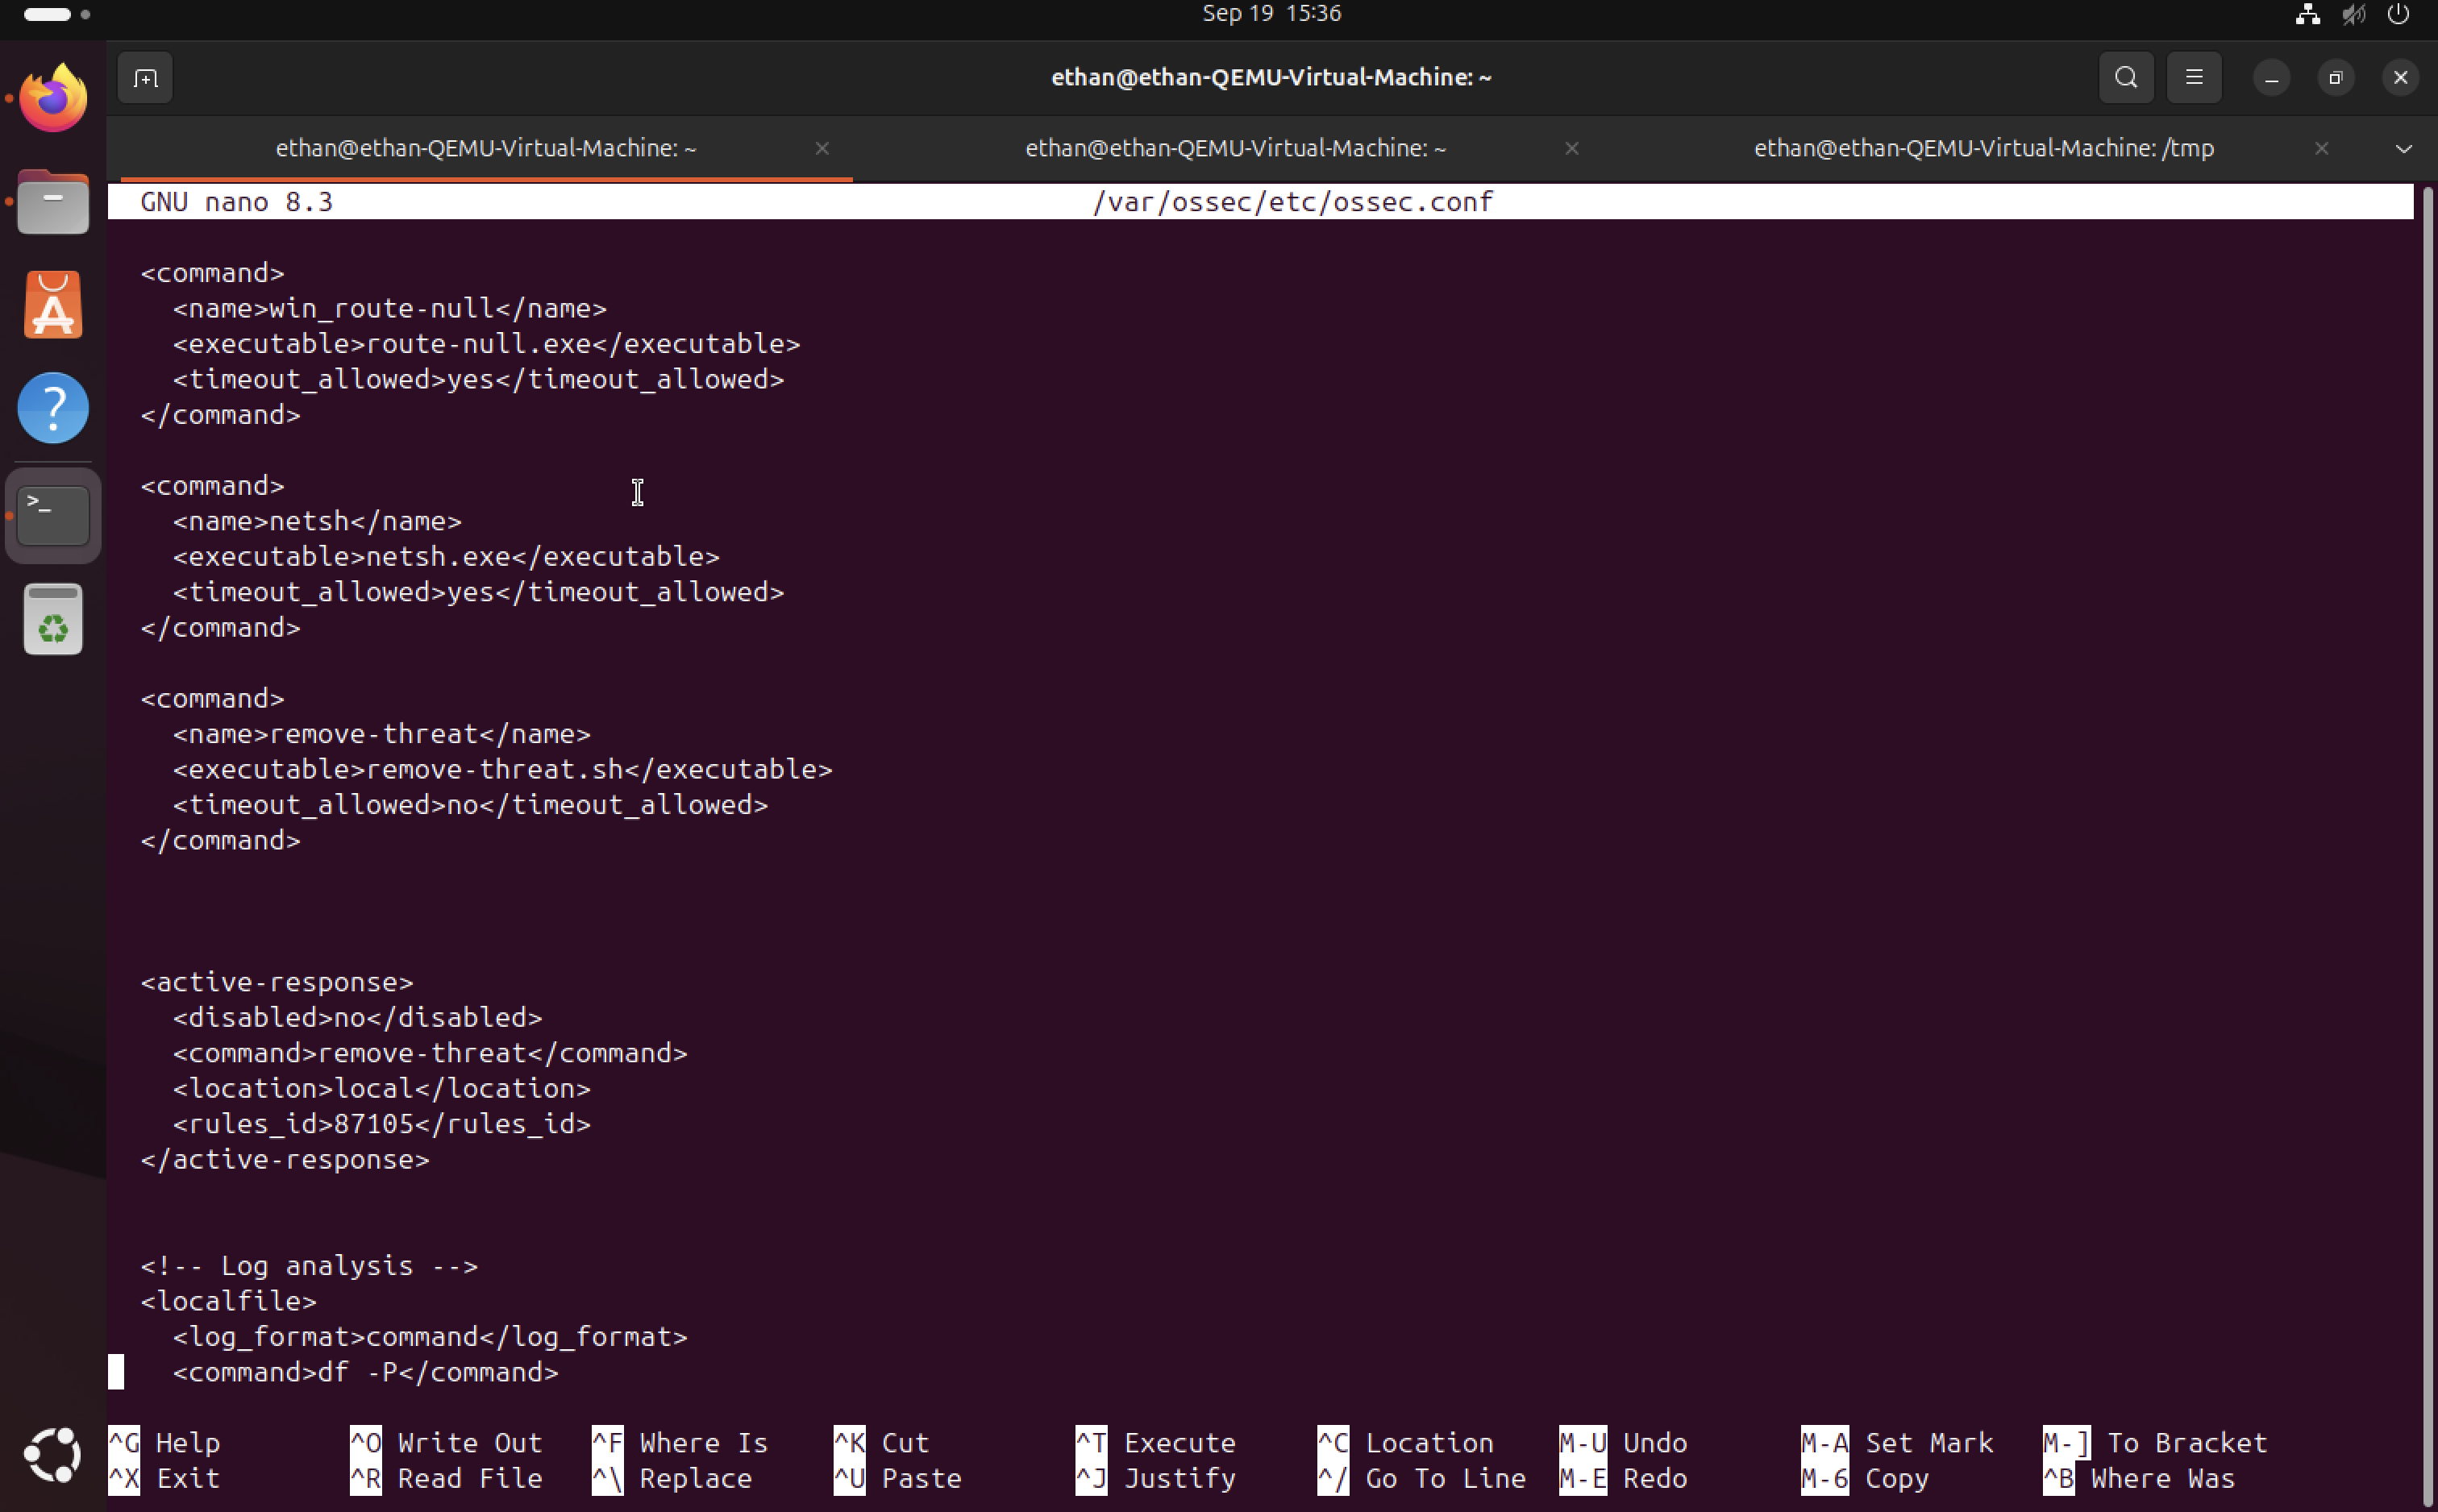 Sep 19 15:36
ethan@ethan-QEMU-Virtual-Machine: ~
ethan@ethan-QEMU-Virtual-Machine: ~
ethan@ethan-QEMU-Virtual-Machine: ~
ethan@ethan-QEMU-Virtual-Machine: /tmp
GNU nano 8.3 /var/ossec/etc/ossec.conf
<command>
<name>win_route-null</name>
<executable>route-null.exe</executable>
<timeout_allowed>yes</timeout_allowed>
</command>
<command>
<name>netsh</name>
<executable>netsh.exe</executable>
<timeout_allowed>yes</timeout_allowed>
</command>
<command>
<name>remove-threat</name>
<executable>remove-threat.sh</executable>
<timeout_allowed>no</timeout_allowed>
</command>
<active-response>
<disabled>no</disabled>
<command>remove-threat</command>
<location>local</location>
<rules_id>87105</rules_id>
</active-response>
<!-- Log analysis -->
<localfile>
<log_format>command</log_format>
<command>df -P</command>
^G Help ^O Write Out ^F Where Is ^K Cut ^T Execute ^C Location M-U Undo M-A Set Mark M-] To Bracket
^X Exit ^R Read File ^\ Replace ^U Paste ^J Justify ^/ Go To Line M-E Redo M-6 Copy ^B Where Was